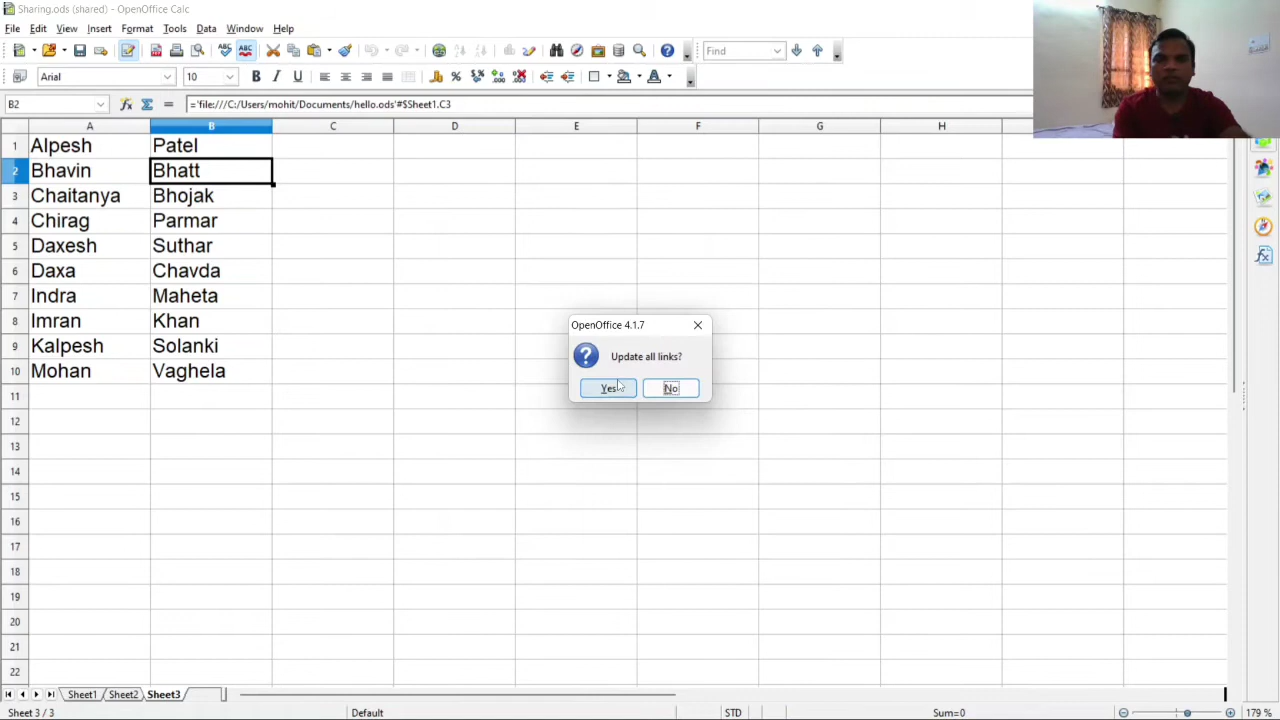 Sharing.ods (shared) - OpenOffice Calc
File Edit View Insert Format Tools Data Window Help
Find
Arial 10
B2 ='file:///C:/Users/mohit/Documents/hello.ods'#$Sheet1.C3
A B C D E F G H
1 Alpesh Patel
2 Bhavin Bhatt
3 Chaitanya Bhojak
4 Chirag Parmar
5 Daxesh Suthar
6 Daxa Chavda
7 Indra Maheta
8 Imran Khan
9 Kalpesh Solanki
10 Mohan Vaghela
11
12
13
14
15
16
17
18
19
20
21
22
OpenOffice 4.1.7
Update all links?
Yes No
Sheet1 Sheet2 Sheet3
Sheet 3 / 3 Default STD Sum=0 179 %